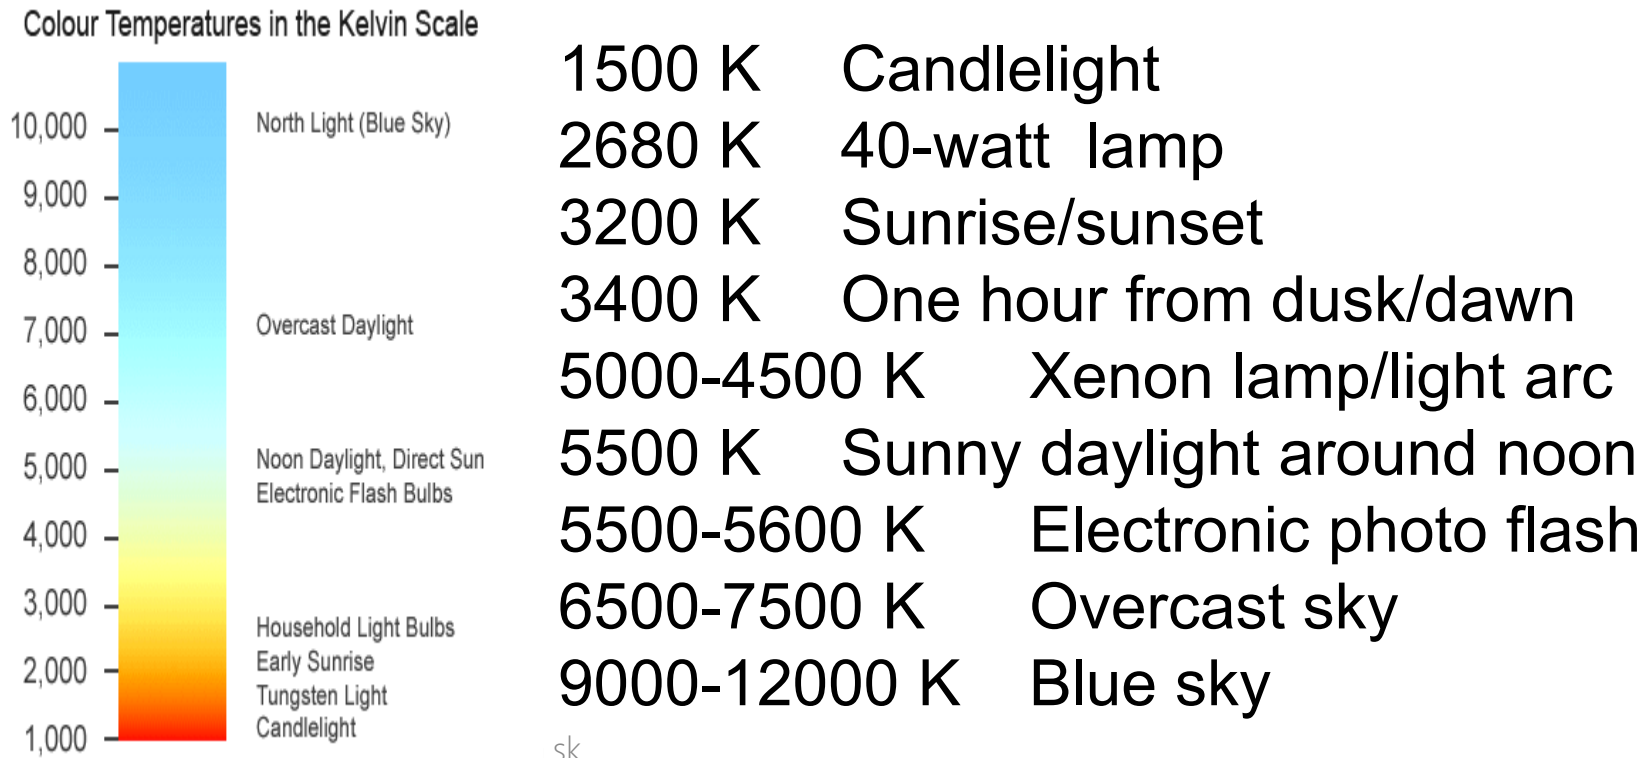 Colour Temperatures in the Kelvin Scale
10,000 North Light (Blue Sky)
9,000
8,000
7,000 Overcast Daylight
6,000
5,000 Noon Daylight, Direct Sun
Electronic Flash Bulbs
4,000
3,000
Household Light Bulbs
2,000 Early Sunrise
Tungsten Light
1,000 Candlelight
1500 K Candlelight
2680 K 40-watt lamp
3200 K Sunrise/sunset
3400 K One hour from dusk/dawn
5000-4500 K Xenon lamp/light arc
5500 K Sunny daylight around noon
5500-5600 K Electronic photo flash
6500-7500 K Overcast sky
9000-12000 K Blue sky
sk